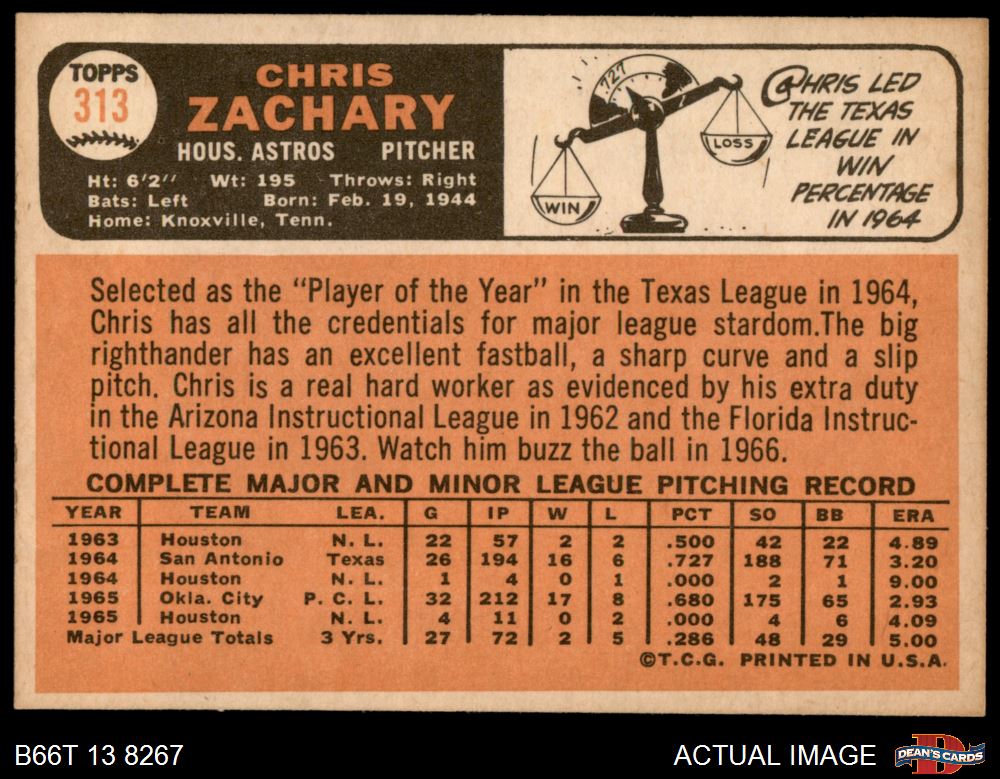 TOPPS
313
CHRIS
ZACHARY
HOUS. ASTROS PITCHER
Ht: 6'2" Wt: 195 Throws: Right
Bats: Left Born: Feb. 19, 1944
Home: Knoxville, Tenn.
.727
WIN
LOSS
CHRIS LED
THE TEXAS
LEAGUE IN
WIN
PERCENTAGE
IN 1964
Selected as the "Player of the Year" in the Texas League in 1964,
Chris has all the credentials for major league stardom.The big
righthander has an excellent fastball, a sharp curve and a slip
pitch. Chris is a real hard worker as evidenced by his extra duty
in the Arizona Instructional League in 1962 and the Florida Instruc-
tional League in 1963. Watch him buzz the ball in 1966.
COMPLETE MAJOR AND MINOR LEAGUE PITCHING RECORD
YEAR TEAM LEA. G IP W L PCT SO BB ERA
1963 Houston N. L. 22 57 2 2 .500 42 22 4.89
1964 San Antonio Texas 26 194 16 6 .727 188 71 3.20
1964 Houston N. L. 1 4 0 1 .000 2 1 9.00
1965 Okla. City P. C. L. 32 212 17 8 .680 175 65 2.93
1965 Houston N. L. 4 11 0 2 .000 4 6 4.09
Major League Totals 3 Yrs. 27 72 2 5 .286 48 29 5.00
©T.C.G. PRINTED IN U.S.A.
B66T 13 8267
ACTUAL IMAGE
DEAN'S CARDS